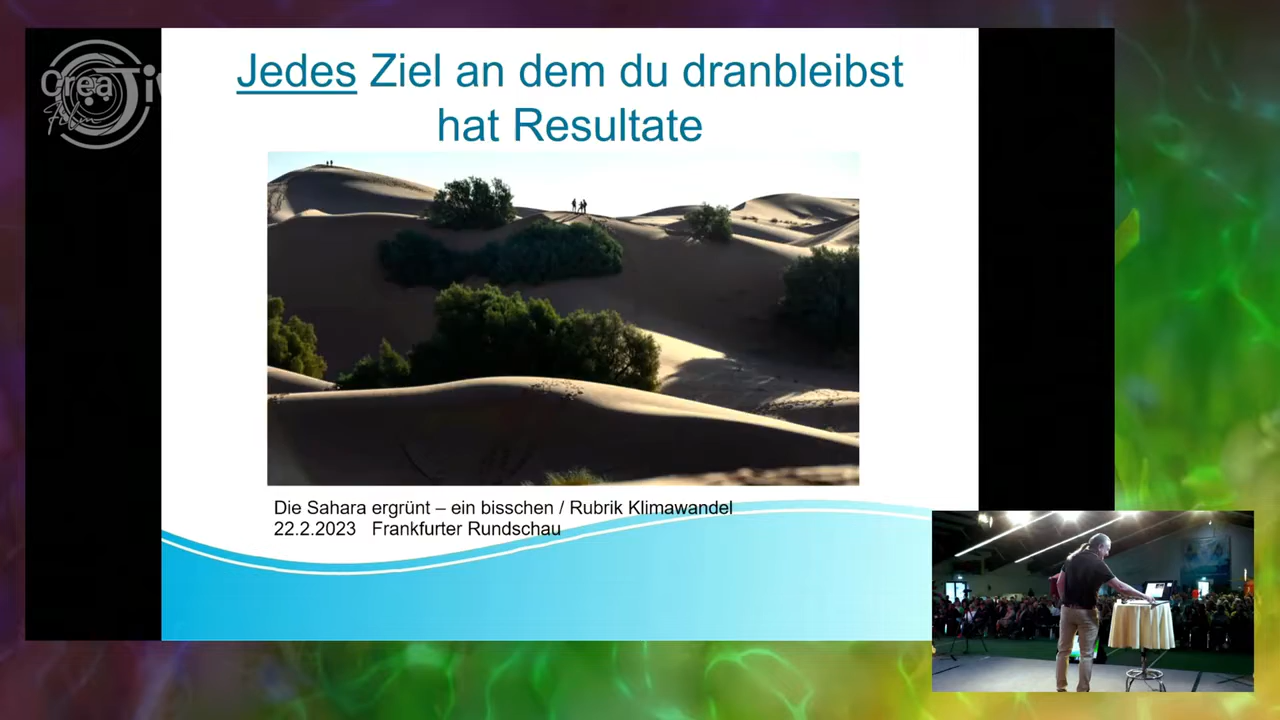 Jedes Ziel an dem du dranbleibst
hat Resultate
Die Sahara ergrünt – ein bisschen / Rubrik Klimawandel
22.2.2023 Frankfurter Rundschau
Film